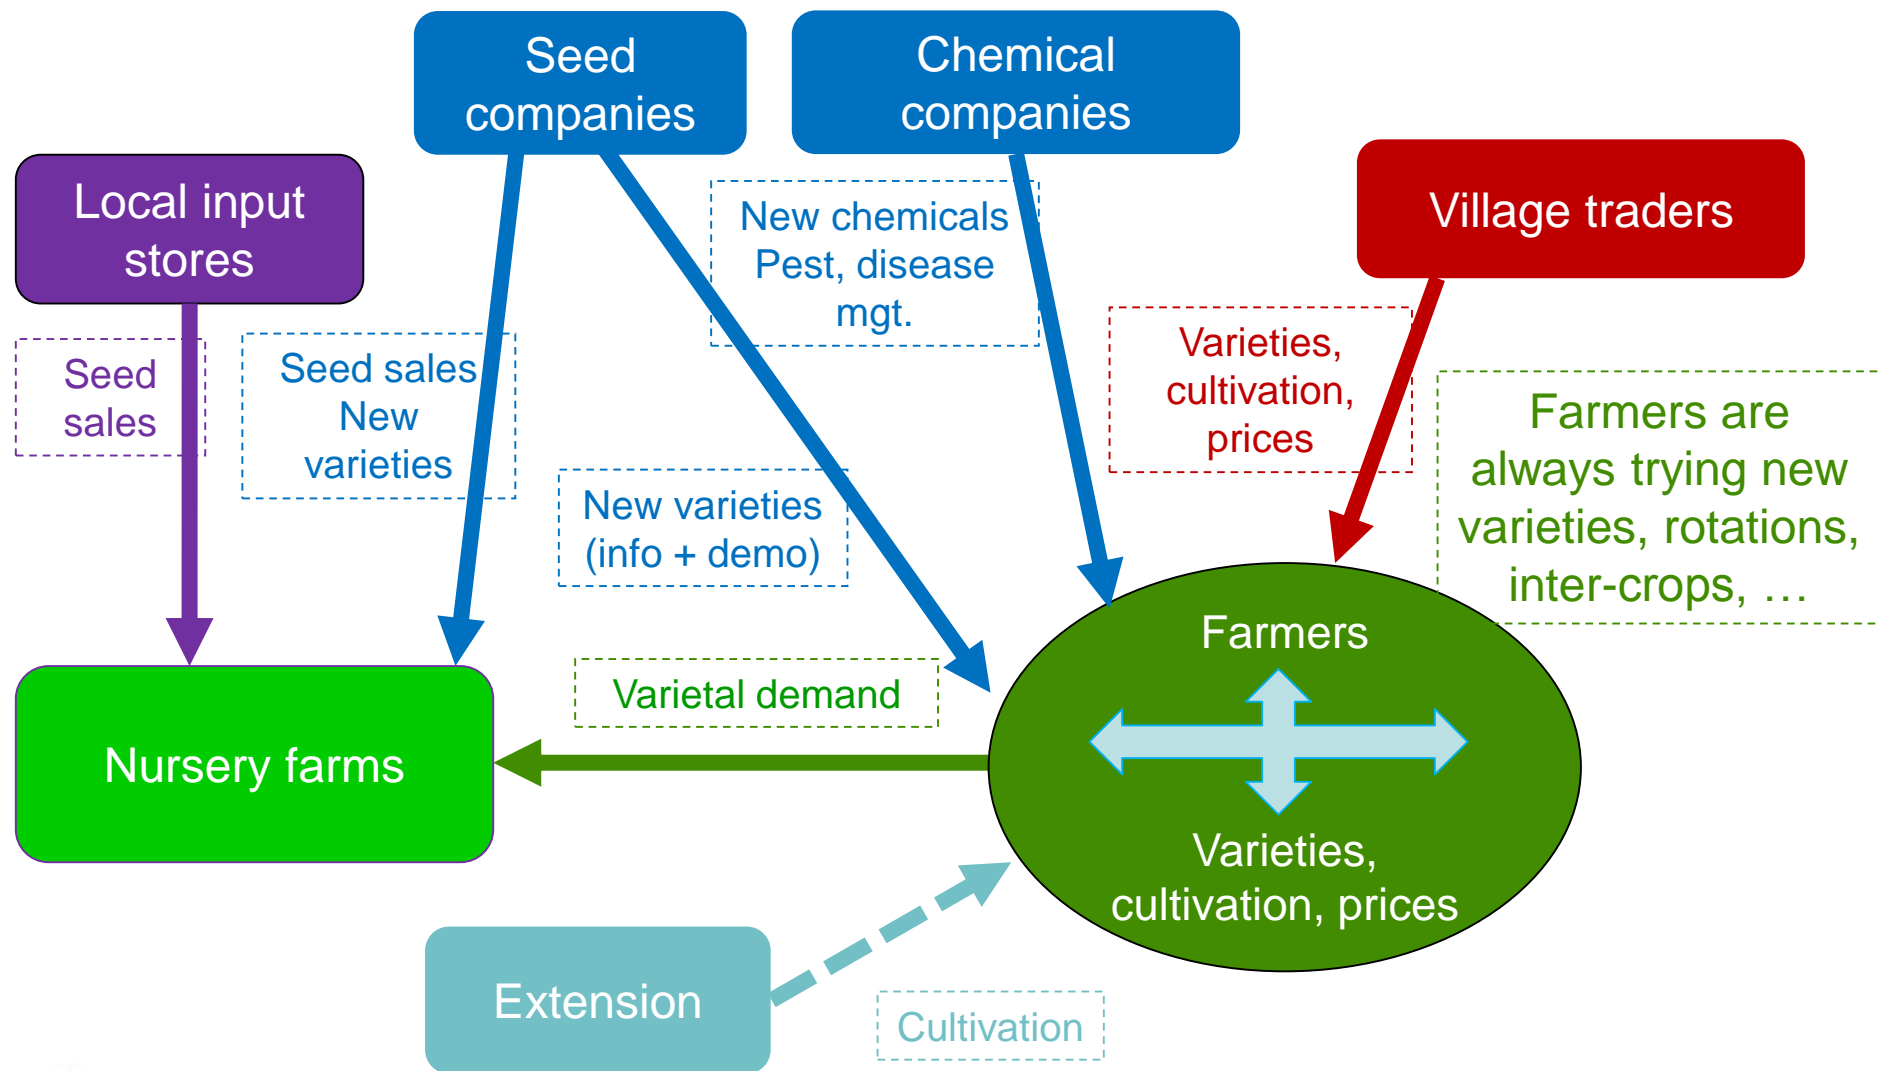 Seed
companies
Chemical
companies
Local input
stores
Village traders
New chemicals
Pest, disease
mgt.
Seed
sales
Seed sales
New
varieties
Varieties,
cultivation,
prices
Farmers are
always trying new
varieties, rotations,
inter-crops, …
New varieties
(info + demo)
Farmers
Varietal demand
Nursery farms
Varieties,
cultivation, prices
Extension
Cultivation